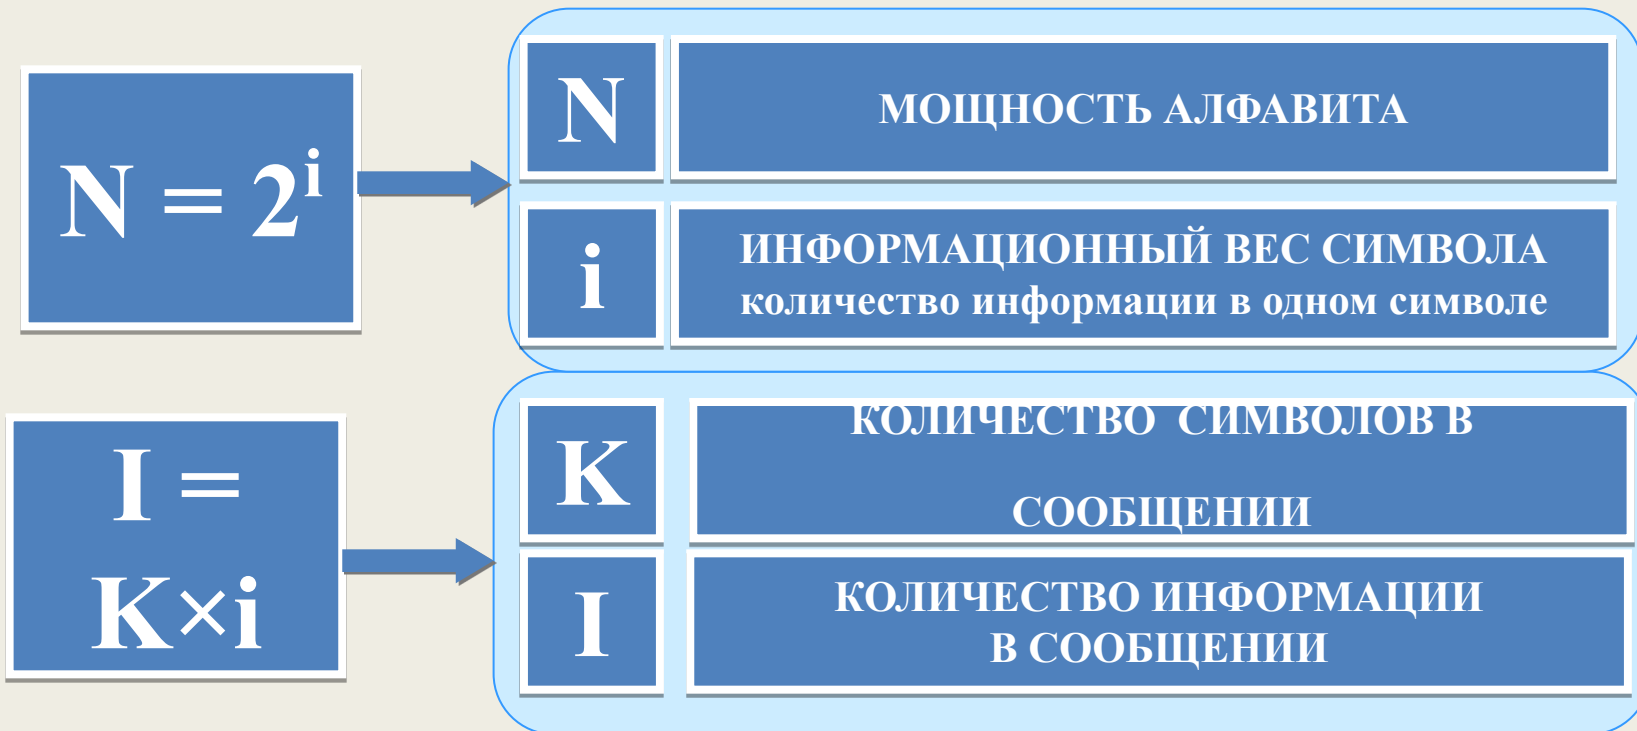 N = 2ⁱ
N
МОЩНОСТЬ АЛФАВИТА
i
ИНФОРМАЦИОННЫЙ ВЕС СИМВОЛА
количество информации в одном символе
I =
K×i
K
КОЛИЧЕСТВО СИМВОЛОВ В
СООБЩЕНИИ
I
КОЛИЧЕСТВО ИНФОРМАЦИИ
В СООБЩЕНИИ